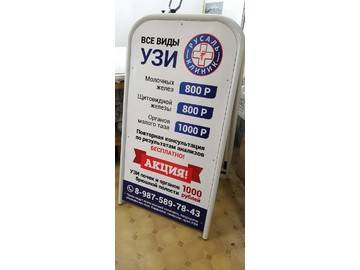 ВСЕ ВИДЫ
УЗИ
РУСАЛЬ
КЛИНИК
Молочных
желез
800 Р
Щитовидной
железы
800 Р
Органов
малого таза
1000 Р
Повторная консультация
по результатам анализов
БЕСПЛАТНО!
АКЦИЯ!
УЗИ почек и органов
брюшной полости
1000
рублей
8-987-589-78-43